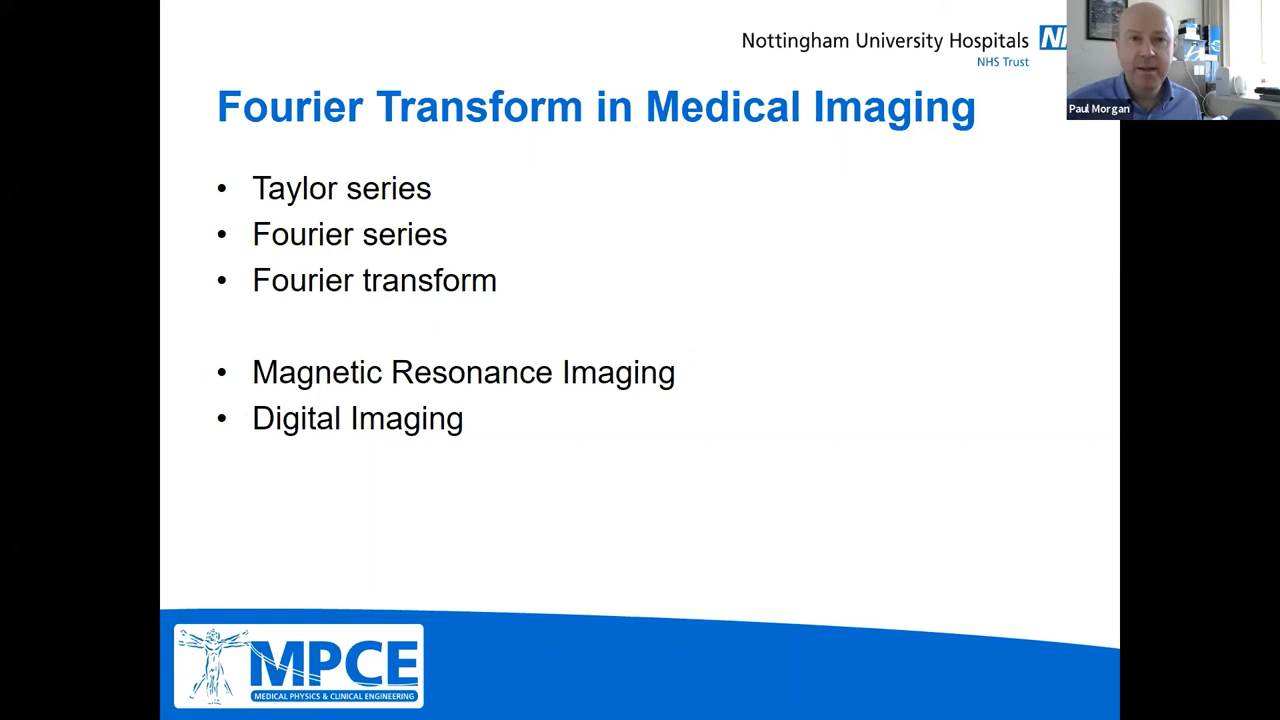 Nottingham University Hospitals
NHS Trust
Paul Morgan
Fourier Transform in Medical Imaging
• Taylor series
• Fourier series
• Fourier transform
• Magnetic Resonance Imaging
• Digital Imaging
MPCE
MEDICAL PHYSICS & CLINICAL ENGINEERING